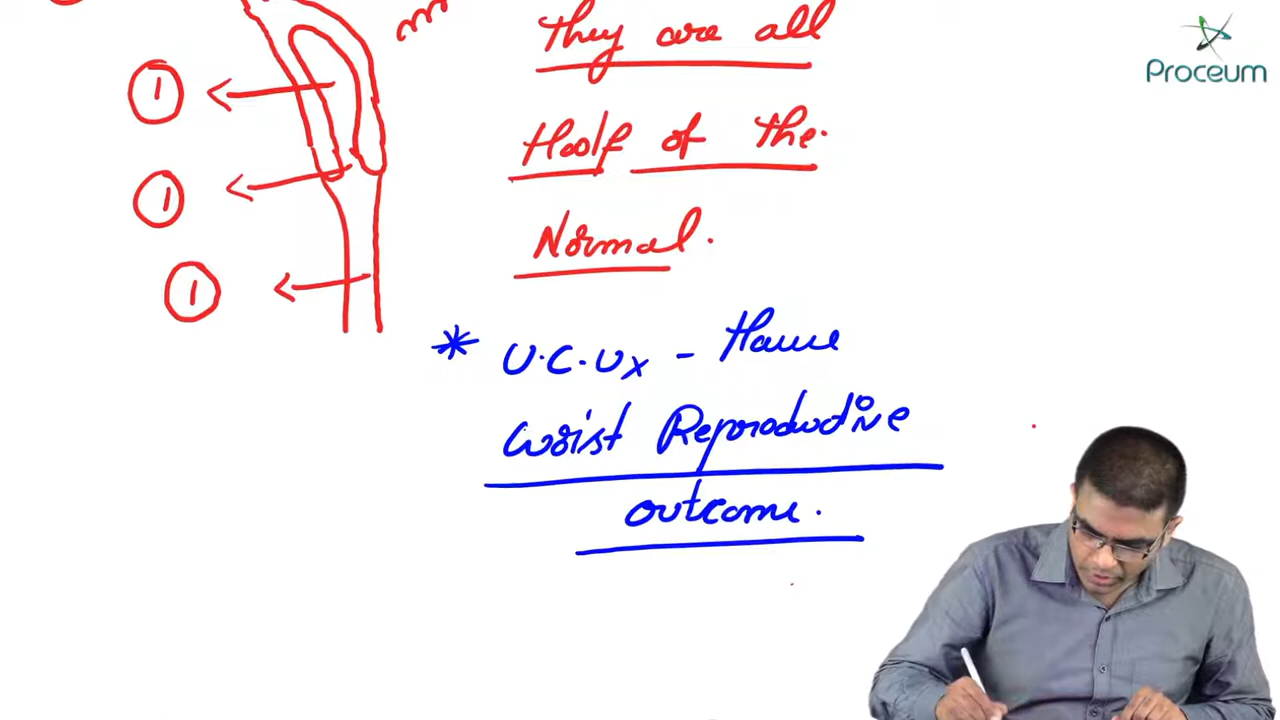 They are all
Half of the.
Normal.
* U.C.Ux - Have
Worst Reproductive
outcome.
1
1
1
Proceum